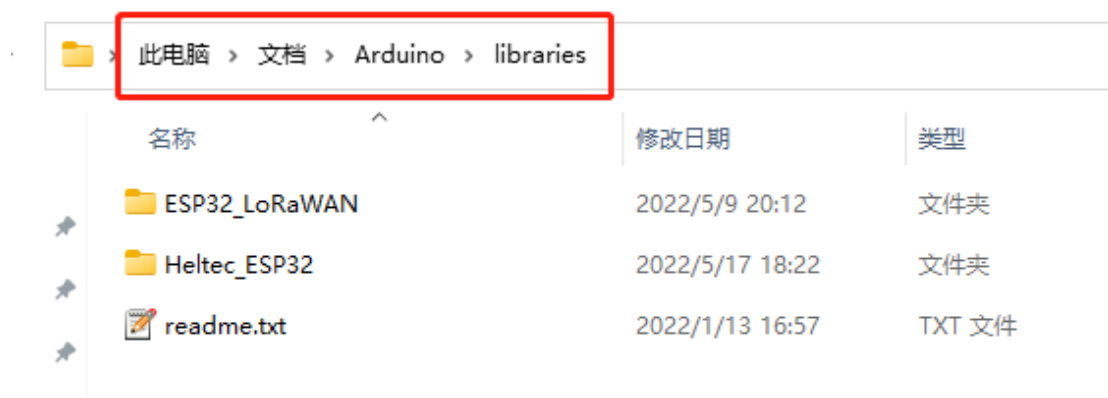 此电脑 > 文档 > Arduino > libraries
名称 修改日期 类型
ESP32_LoRaWAN 2022/5/9 20:12 文件夹
Heltec_ESP32 2022/5/17 18:22 文件夹
readme.txt 2022/1/13 16:57 TXT 文件